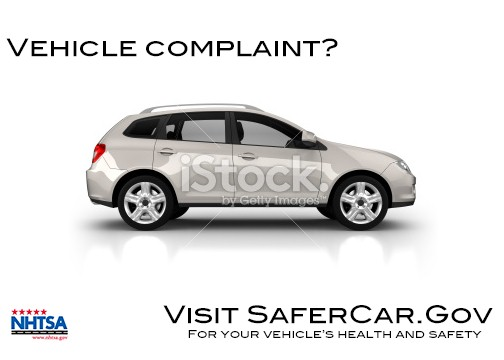 Vehicle complaint?
iStock
by Getty Images
NHTSA
www.nhtsa.gov
Visit SaferCar.Gov
For your vehicle's health and safety